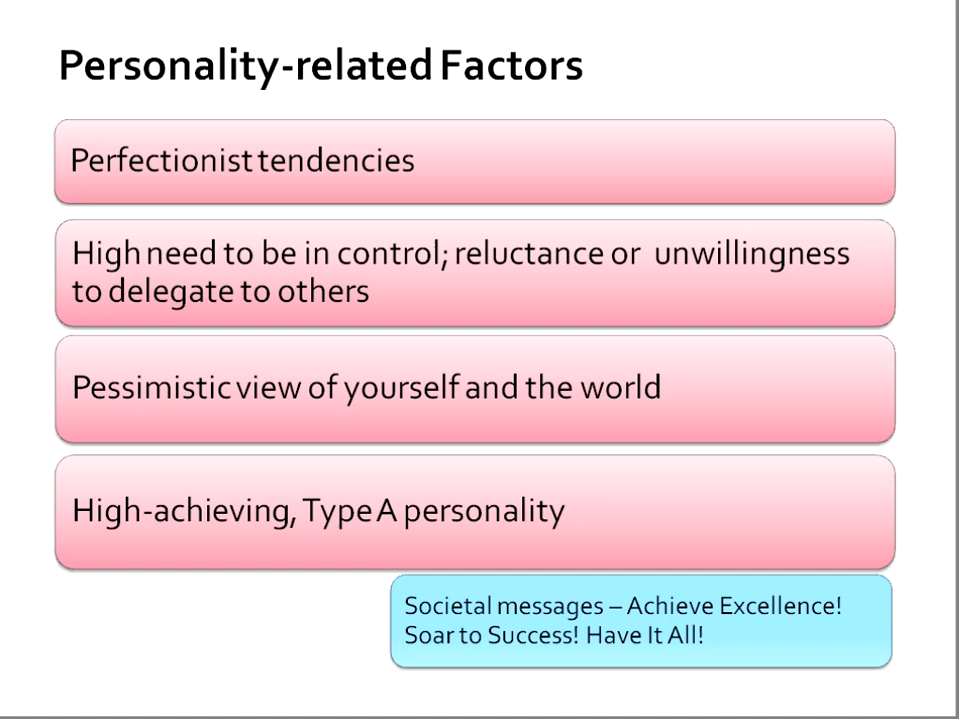 Personality-related Factors
Perfectionist tendencies
High need to be in control; reluctance or unwillingness
to delegate to others
Pessimistic view of yourself and the world
High-achieving, Type A personality
Societal messages – Achieve Excellence!
Soar to Success! Have It All!